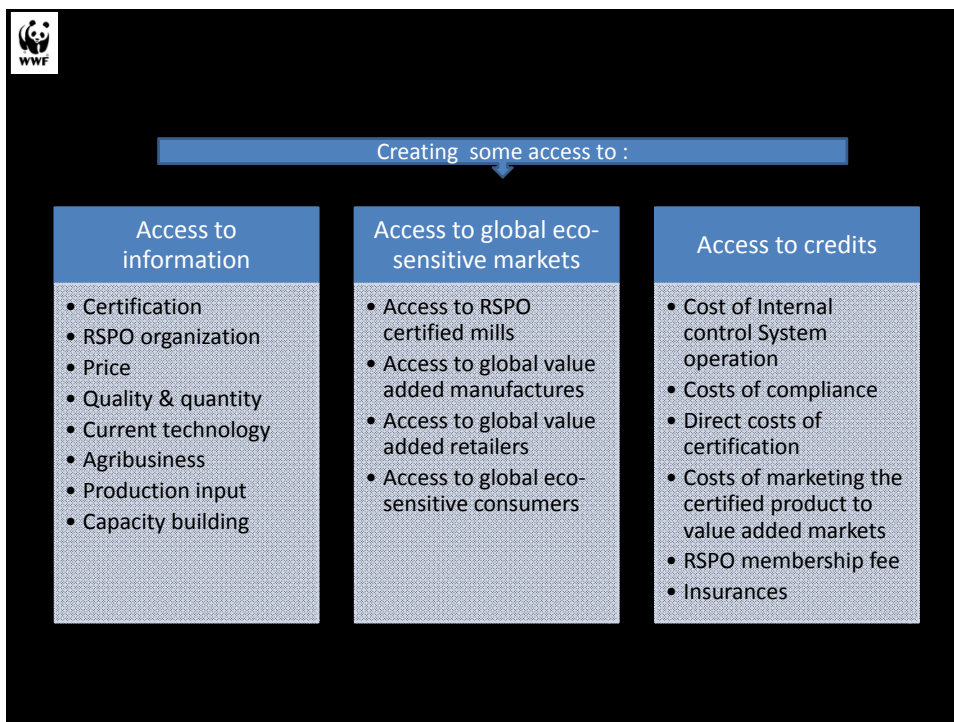 WWF
Creating some access to :
Access to
information
• Certification
• RSPO organization
• Price
• Quality & quantity
• Current technology
• Agribusiness
• Production input
• Capacity building
Access to global eco-
sensitive markets
• Access to RSPO
certified mills
• Access to global value
added manufactures
• Access to global value
added retailers
• Access to global eco-
sensitive consumers
Access to credits
• Cost of Internal
control System
operation
• Costs of compliance
• Direct costs of
certification
• Costs of marketing the
certified product to
value added markets
• RSPO membership fee
• Insurances